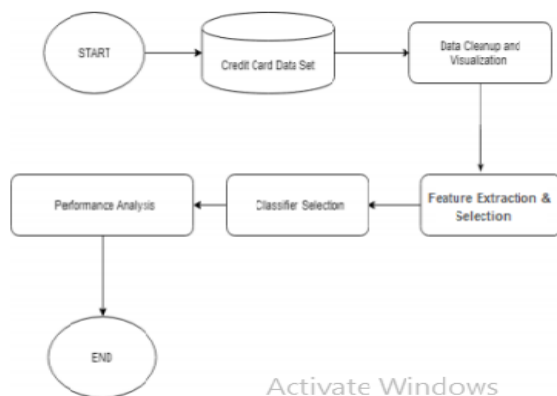 START
Credit Card Data Set
Data Cleanup and
Visualization
Feature Extraction &
Selection
Classifier Selection
Performance Analysis
END
Activate Windows